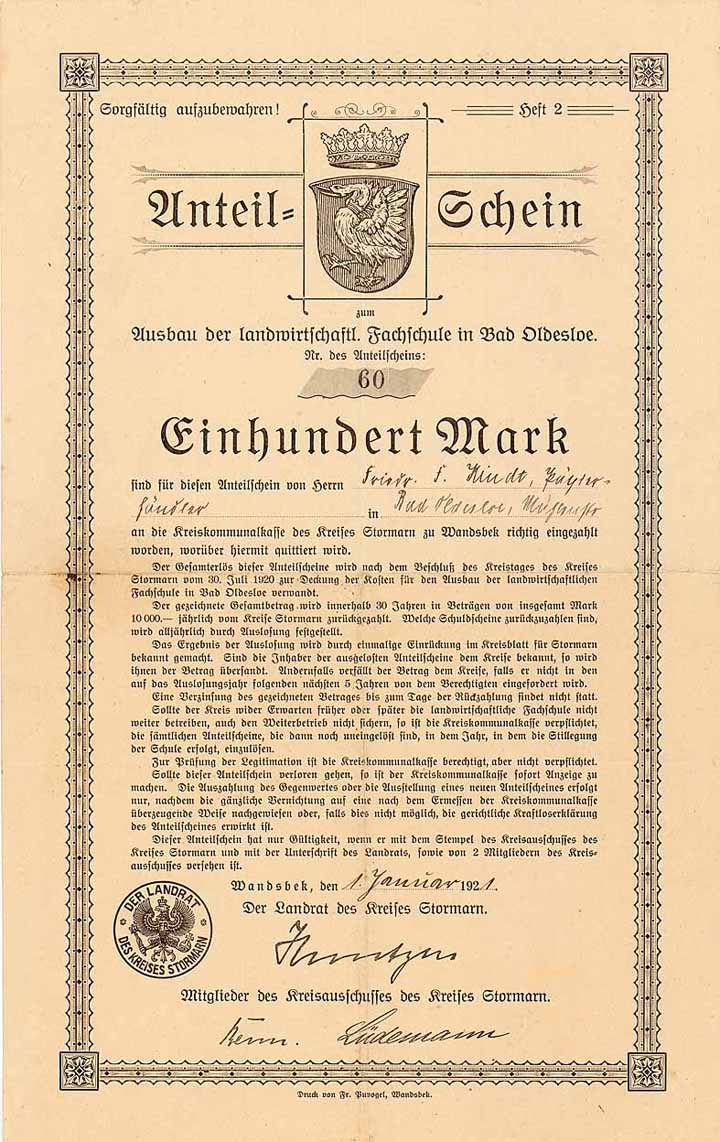 Sorgfältig aufzubewahren! Heft 2
Anteil-Schein
zum
Ausbau der landwirtschaftl. Fachschule in Bad Oldesloe.
Nr. des Anteilscheins:
60
Einhundert Mark
sind für diesen Anteilschein von Herrn Friedr. F. Hindt,
händler in Bad Oldesloe,
an die Kreiskommunalkasse des Kreises Stormarn zu Wandsbek richtig eingezahlt
worden, worüber hiermit quittiert wird.
Der Gesamterlös dieser Anteilscheine wird nach dem Beschluß des Kreistages des Kreises
Stormarn vom 30. Juli 1920 zur Deckung der Kosten für den Ausbau der landwirtschaftlichen
Fachschule in Bad Oldesloe verwandt.
Der gezeichnete Gesamtbetrag wird innerhalb 30 Jahren in Beträgen von insgesamt Mark
10 000.— jährlich vom Kreise Stormarn zurückgezahlt. Welche Schuldscheine zurückzuzahlen sind,
wird alljährlich durch Auslosung festgestellt.
Das Ergebnis der Auslosung wird durch einmalige Einrückung im Kreisblatt für Stormarn
bekannt gemacht. Sind die Inhaber der ausgelosten Anteilscheine dem Kreise bekannt, so wird
ihnen der Betrag übersandt. Andernfalls verfällt der Betrag dem Kreise, falls er nicht in den
auf das Auslosungsjahr folgenden nächsten 5 Jahren von dem Berechtigten eingefordert wird.
Eine Verzinsung des gezeichneten Betrages bis zum Tage der Rückzahlung findet nicht statt.
Sollte der Kreis wider Erwarten früher oder später die landwirtschaftliche Fachschule nicht
weiter betreiben, auch den Weiterbetrieb nicht sichern, so ist die Kreiskommunalkasse verpflichtet,
die sämtlichen Anteilscheine, die dann noch uneingelöst sind, in dem Jahr, in dem die Stillegung
der Schule erfolgt, einzulösen.
Zur Prüfung der Legitimation ist die Kreiskommunalkasse berechtigt, aber nicht verpflichtet.
Sollte dieser Anteilschein verloren gehen, so ist der Kreiskommunalkasse sofort Anzeige zu
machen. Die Auszahlung des Gegenwertes oder die Ausstellung eines neuen Anteilscheines erfolgt
nur, nachdem die gänzliche Vernichtung auf eine nach dem Ermessen der Kreiskommunalkasse
überzeugende Weise nachgewiesen oder, falls dies nicht möglich, die gerichtliche Kraftloserklärung
des Anteilscheines erwirkt ist.
Dieser Anteilschein hat nur Gültigkeit, wenn er mit dem Stempel des Kreisausschusses des
Kreises Stormarn und mit der Unterschrift des Landrats, sowie von 2 Mitgliedern des Kreis-
ausschusses versehen ist.
Wandsbek, den 1. Januar 1921.
Der Landrat des Kreises Stormarn.
DER LANDRAT
DES KREISES STORMARN
Mitglieder des Kreisausschusses des Kreises Stormarn.
Lüdemann
Druck von Fr. Puvogel, Wandsbek.